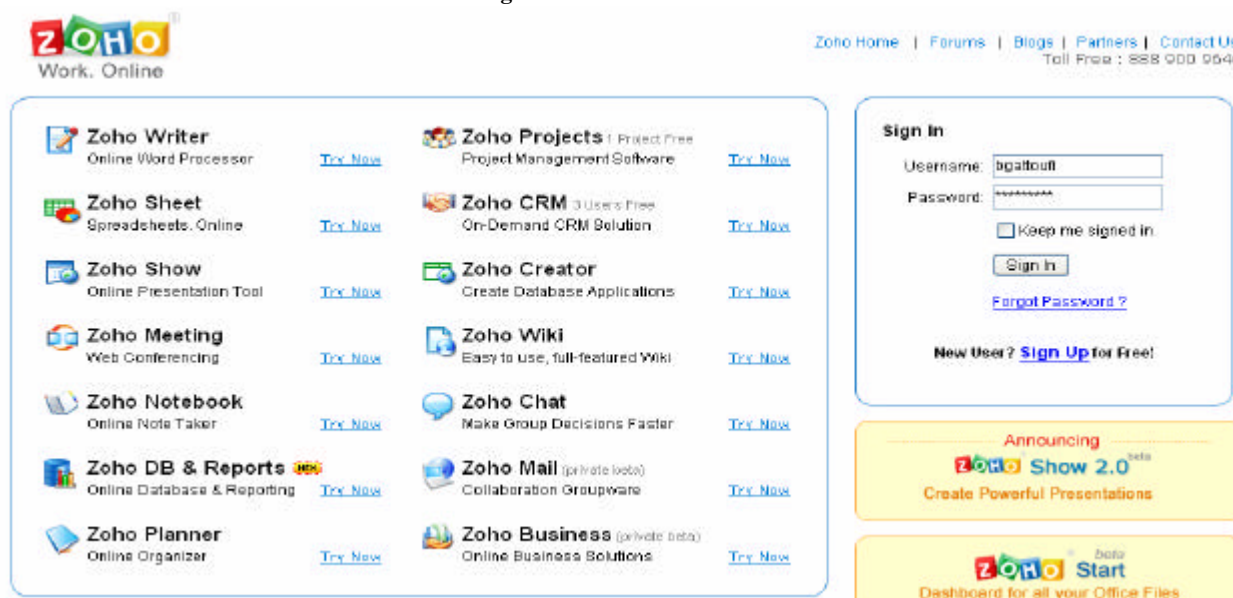 ZOHO
Work. Online
Zoho Home | Forums | Blogs | Partners | Contact Us
Toll Free : 888 900 964
Zoho Writer
Online Word Processor Try Now
Zoho Sheet
Spreadsheets. Online Try Now
Zoho Show
Online Presentation Tool Try Now
Zoho Meeting
Web Conferencing Try Now
Zoho Notebook
Online Note Taker Try Now
Zoho DB & Reports NEW
Online Database & Reporting Try Now
Zoho Planner
Online Organizer Try Now
Zoho Projects 1 Project Free
Project Management Software Try Now
Zoho CRM 3 Users Free
On-Demand CRM Solution Try Now
Zoho Creator
Create Database Applications Try Now
Zoho Wiki
Easy to use, full-featured Wiki Try Now
Zoho Chat
Make Group Decisions Faster Try Now
Zoho Mail (private beta)
Collaboration Groupware Try Now
Zoho Business (private beta)
Online Business Solutions Try Now
Sign In
Username:
Password: *********
Keep me signed in
Sign In
Forgot Password ?
New User? Sign Up for Free!
Announcing
ZOHO Show 2.0 beta
Create Powerful Presentations
ZOHO Start beta
Dashboard for all your Office Files